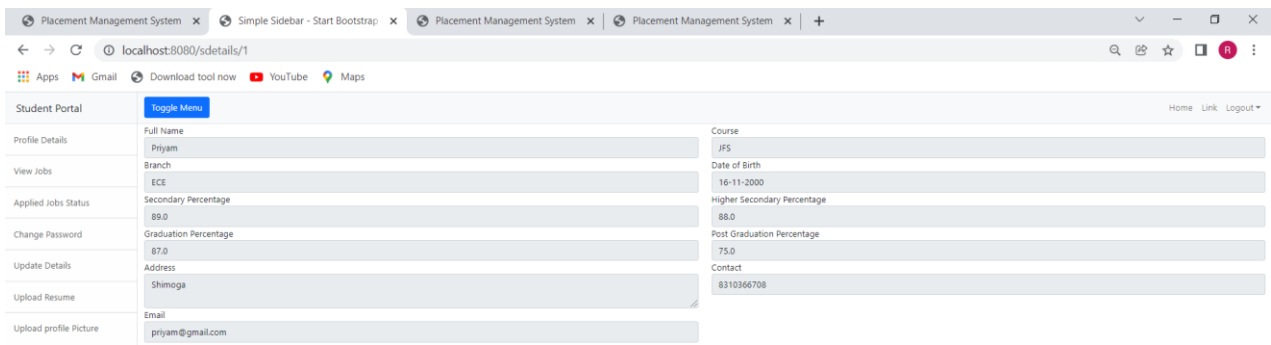 Placement Management System Simple Sidebar - Start Bootstrap Placement Management System Placement Management System
localhost:8080/sdetails/1 R
Apps Gmail Download tool now YouTube Maps
Student Portal Toggle Menu Home Link Logout
Profile Details
View Jobs
Applied Jobs Status
Change Password
Update Details
Upload Resume
Upload profile Picture
Full Name Course
Priyam JFS
Branch Date of Birth
ECE 16-11-2000
Secondary Percentage Higher Secondary Percentage
89.0 88.0
Graduation Percentage Post Graduation Percentage
87.0 75.0
Address Contact
Shimoga 8310366708
Email
priyam@gmail.com